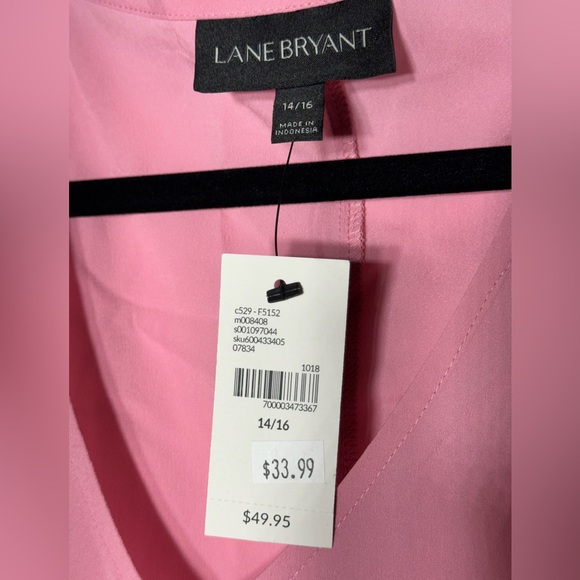 LANE BRYANT
14/16
MADE IN
INDONESIA
c529 - F5152
m008408
s001097044
sku600433405
07834
1018
700003473367
14/16
$33.99
$49.95